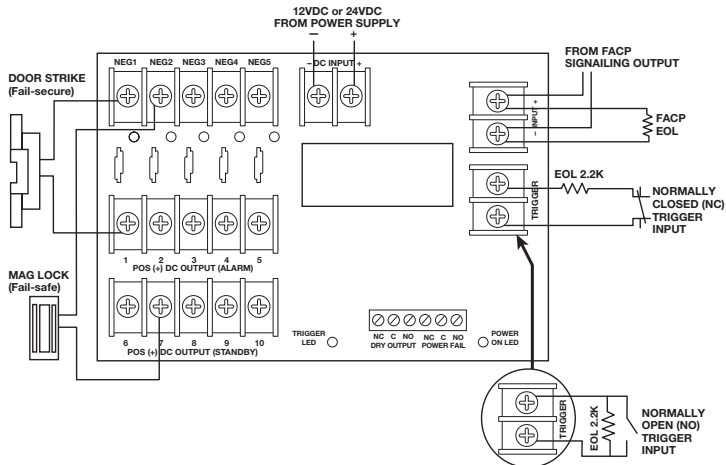 12VDC or 24VDC
FROM POWER SUPPLY
– +
NEG1 NEG2 NEG3 NEG4 NEG5
– DC INPUT +
FROM FACP
SIGNAILING OUTPUT
DOOR STRIKE
(Fail-secure)
– INPUT +
FACP
EOL
EOL 2.2K
TRIGGER
NORMALLY
CLOSED (NC)
TRIGGER
INPUT
1 2 3 4 5
POS (+) DC OUTPUT (ALARM)
MAG LOCK
(Fail-safe)
6 7 8 9 10
POS (+) DC OUTPUT (STANDBY)
TRIGGER
LED
NC C NO NC C NO
DRY OUTPUT POWER FAIL
POWER
ON LED
TRIGGER
EOL 2.2K
NORMALLY
OPEN (NO)
TRIGGER
INPUT